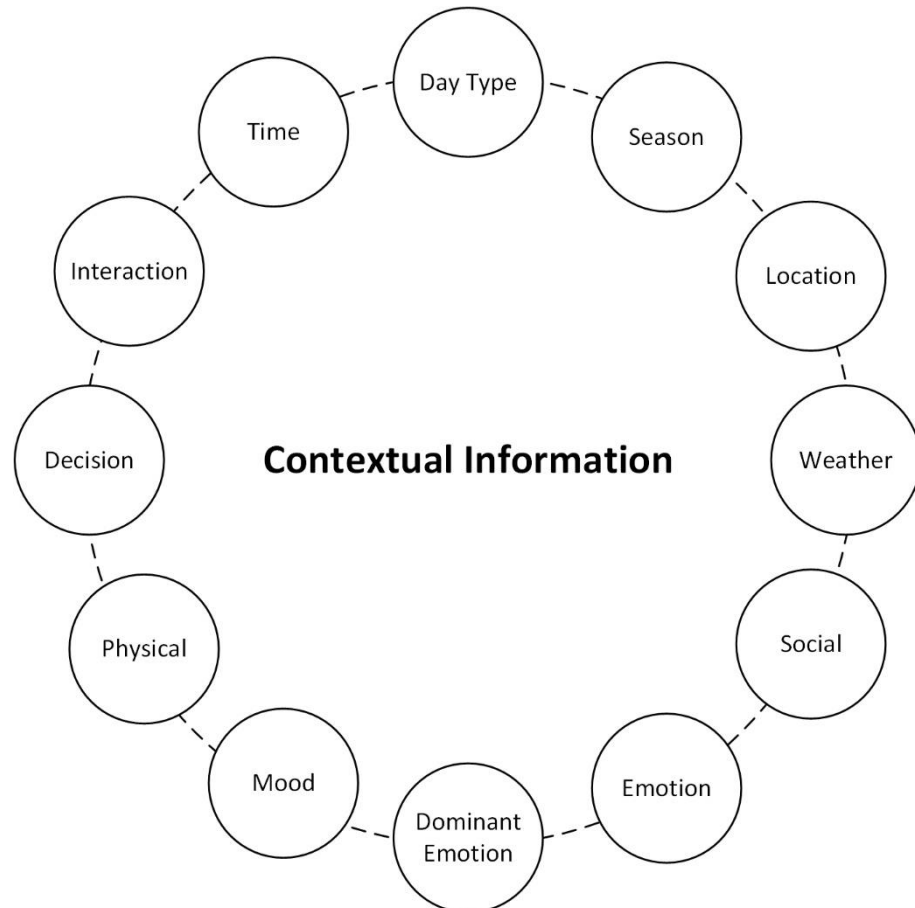 Day Type
Time
Season
Interaction
Location
Decision
Contextual Information
Weather
Physical
Social
Mood
Emotion
Dominant
Emotion